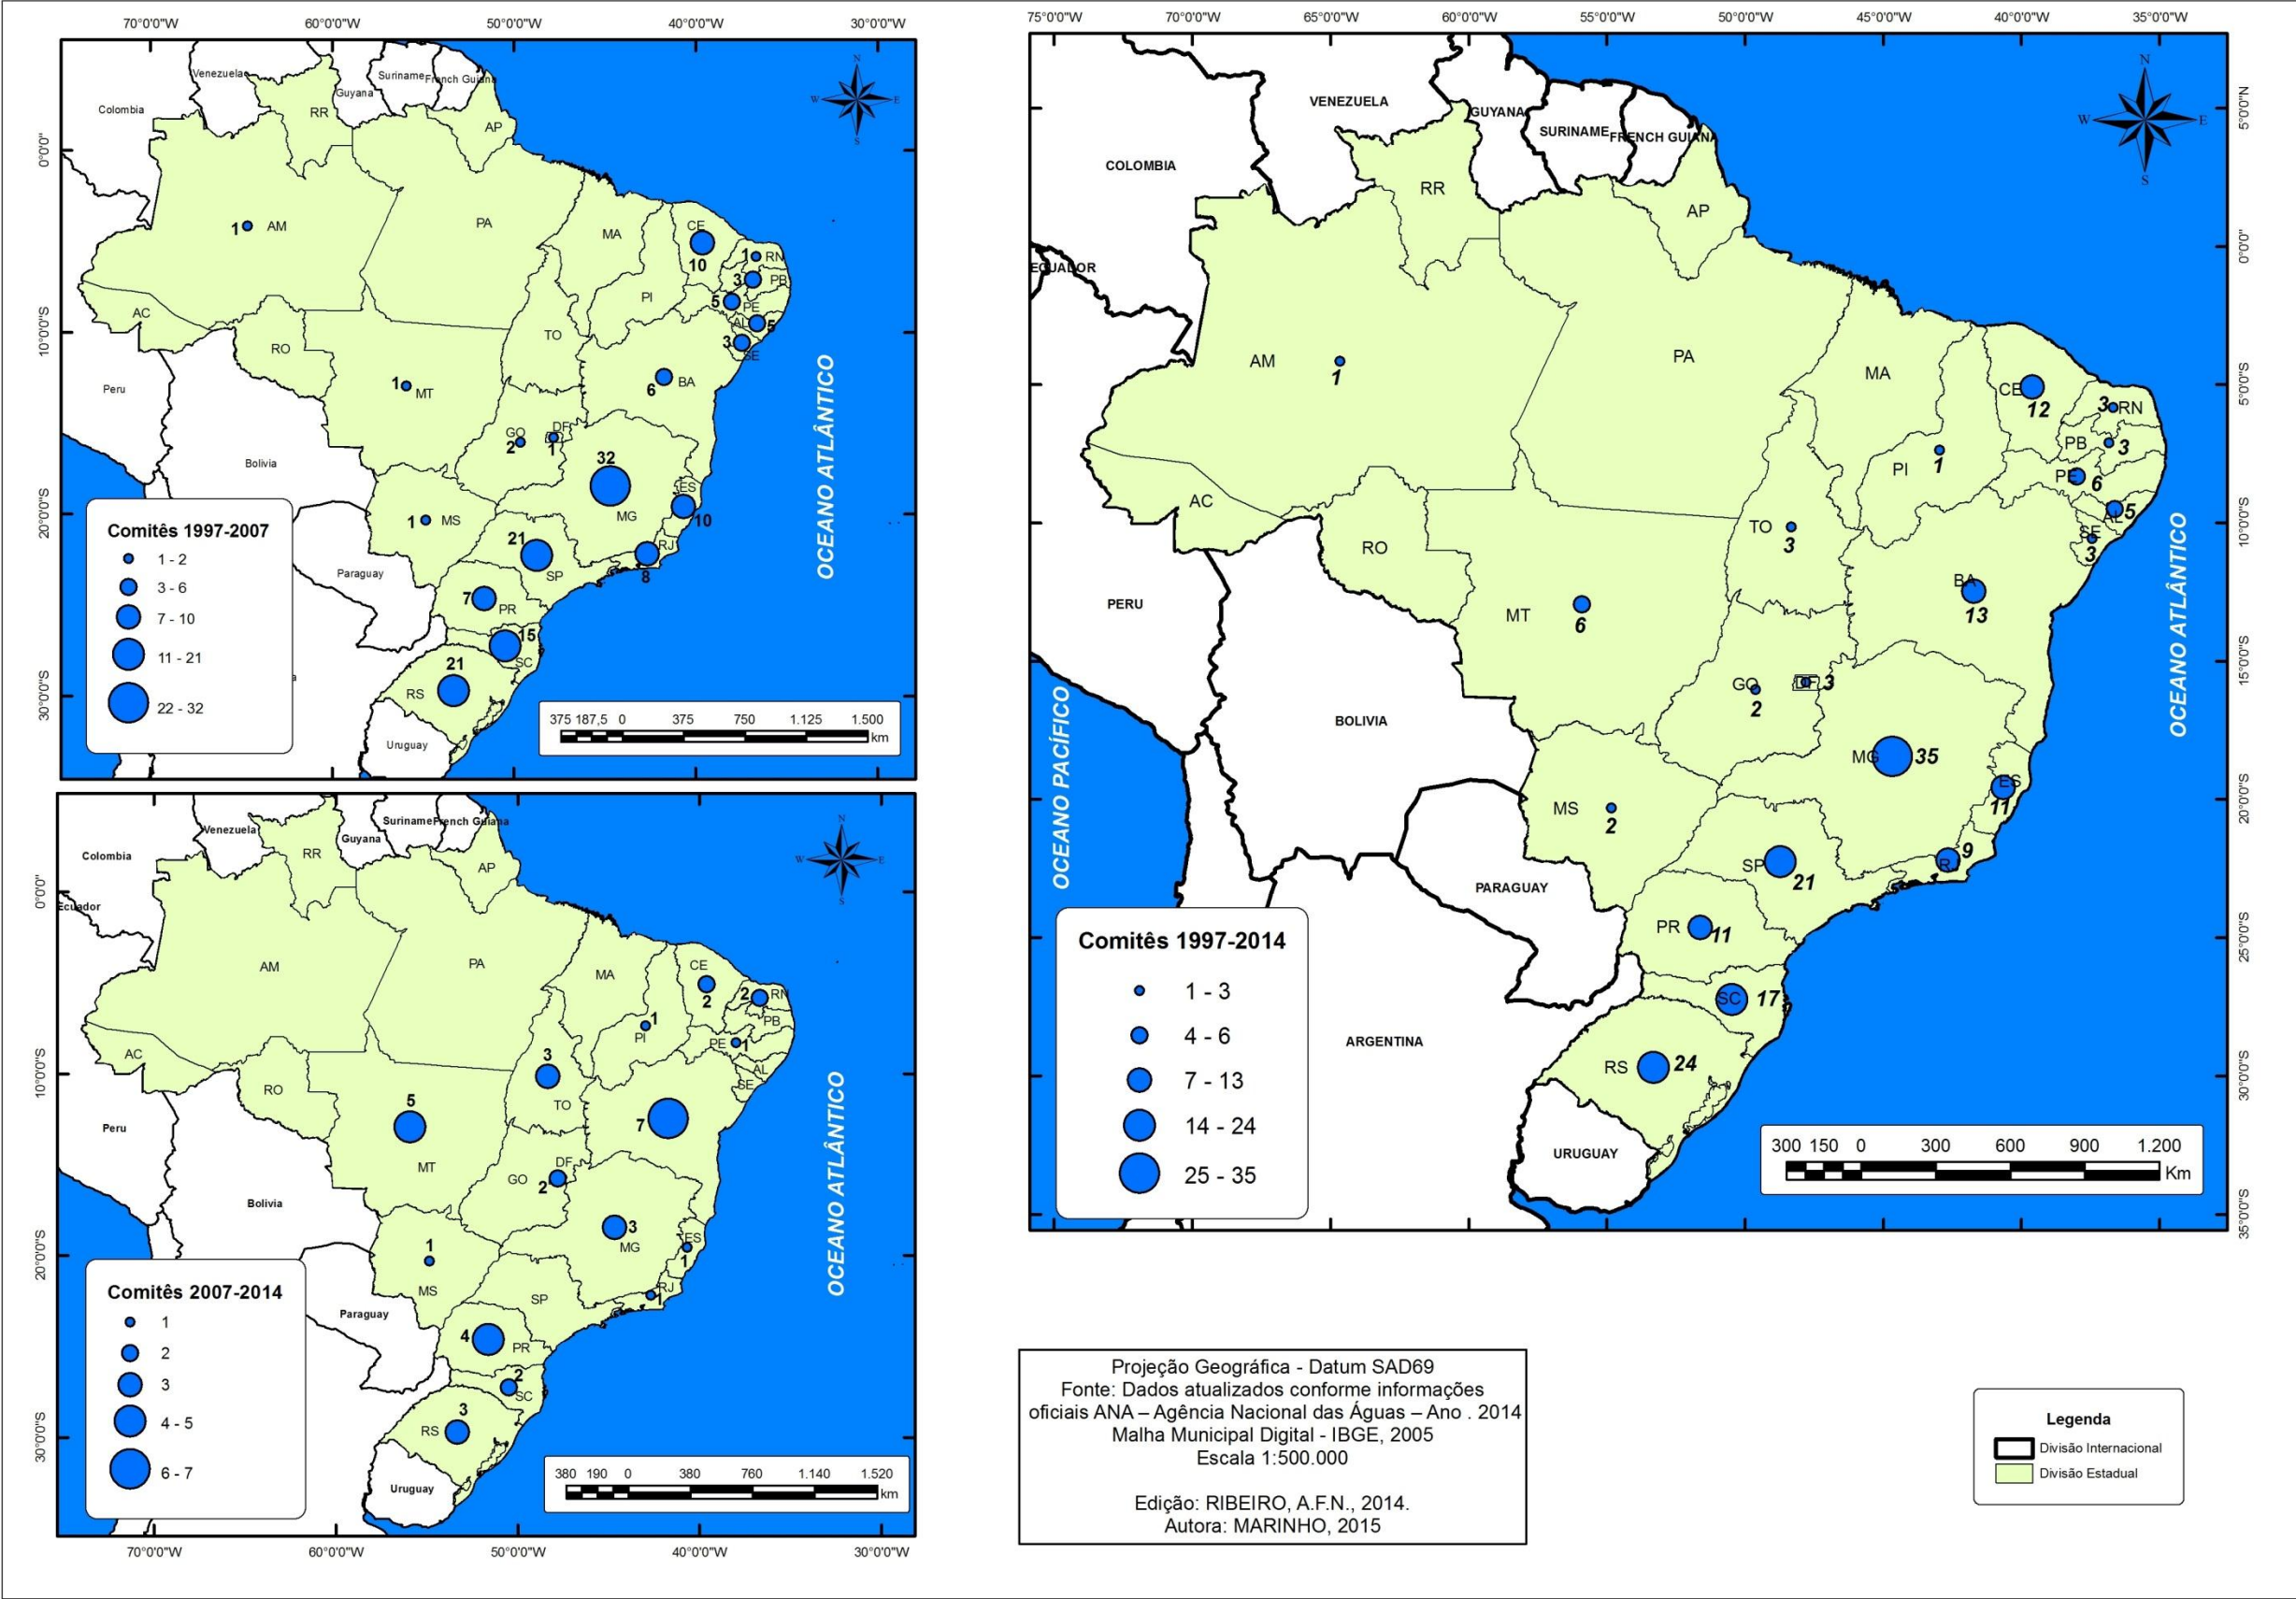 70°0'0"W 60°0'0"W 50°0'0"W 40°0'0"W 30°0'0"W
Venezuela
Suriname
French Guiana
Guyana
Colombia
N
W E
S
RR
AP
0°0'0"
1 AM
PA
MA
CE
10
1 RN
3 PB
PI
5 PE
AL 5
3 SE
AC
10°0'0"S
TO
RO
Peru
1 MT
6 BA
GO
2
DF
1
32
MG
Bolivia
ES
10
20°0'0"S
1 MS
21
SP
RJ
8
Paraguay
7 PR
15
SC
21
RS
30°0'0"S
Uruguay
OCEANO ATLÂNTICO
Comitês 1997-2007
1 - 2
3 - 6
7 - 10
11 - 21
22 - 32
375 187,5 0 375 750 1.125 1.500
km
Venezuela
Suriname
French Guiana
Guyana
Colombia
Ecuador
N
W E
S
RR
AP
0°0'0"
AM
PA
MA
CE
2
2 RN
PB
1
PI
PE 1
AL
SE
AC
10°0'0"S
3
TO
RO
5
MT
Peru
7
GO
DF
2
Bolivia
3
MG
ES
1
20°0'0"S
1
MS
SP
RJ
1
Paraguay
4
PR
2
SC
3
RS
30°0'0"S
Uruguay
OCEANO ATLÂNTICO
Comitês 2007-2014
1
2
3
4 - 5
6 - 7
380 190 0 380 760 1.140 1.520
km
70°0'0"W 60°0'0"W 50°0'0"W 40°0'0"W 30°0'0"W
75°0'0"W 70°0'0"W 65°0'0"W 60°0'0"W 55°0'0"W 50°0'0"W 45°0'0"W 40°0'0"W 35°0'0"W
VENEZUELA
GUYANA
SURINAME
FRENCH GUIANA
COLOMBIA
ECUADOR
N
W E
S
5°0'0"N
RR
AP
0°0'0"
AM
1
PA
MA
CE
12
5°0'0"S
3 RN
PB 3
PI 1
PE 6
AL 5
SE
3
AC
TO
3
10°0'0"S
RO
BA
13
PERU
MT
6
GO
2
DF 3
15°0'0"S
BOLIVIA
MG 35
ES
11
MS
2
20°0'0"S
SP
21
9
PARAGUAY
PR 11
25°0'0"S
SC 17
ARGENTINA
RS 24
30°0'0"S
URUGUAY
35°0'0"S
OCEANO PACÍFICO
OCEANO ATLÂNTICO
Comitês 1997-2014
1 - 3
4 - 6
7 - 13
14 - 24
25 - 35
300 150 0 300 600 900 1.200
Km
Projeção Geográfica - Datum SAD69
Fonte: Dados atualizados conforme informações
oficiais ANA – Agência Nacional das Águas – Ano . 2014
Malha Municipal Digital - IBGE, 2005
Escala 1:500.000
Edição: RIBEIRO, A.F.N., 2014.
Autora: MARINHO, 2015
Legenda
Divisão Internacional
Divisão Estadual